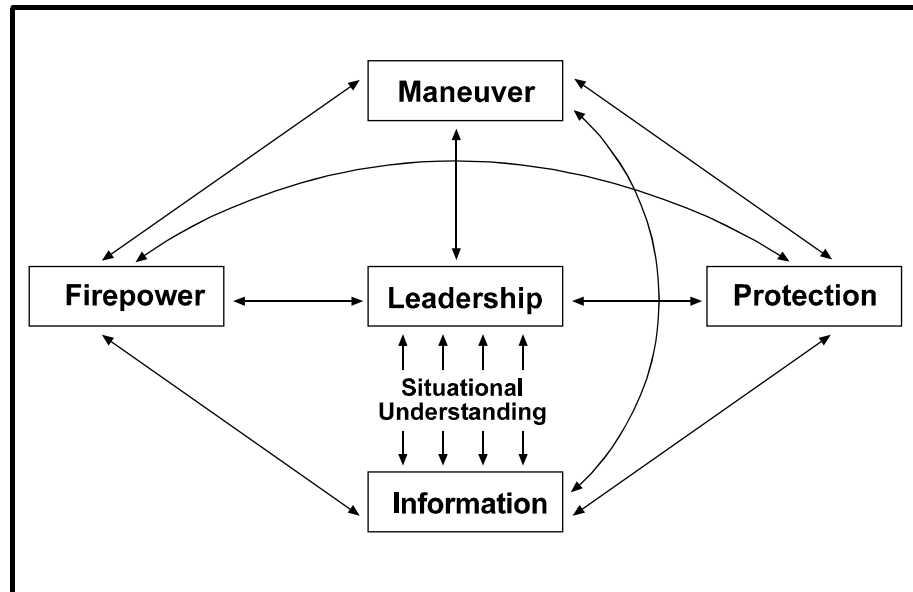 Maneuver
Firepower
Leadership
Protection
Situational
Understanding
Information